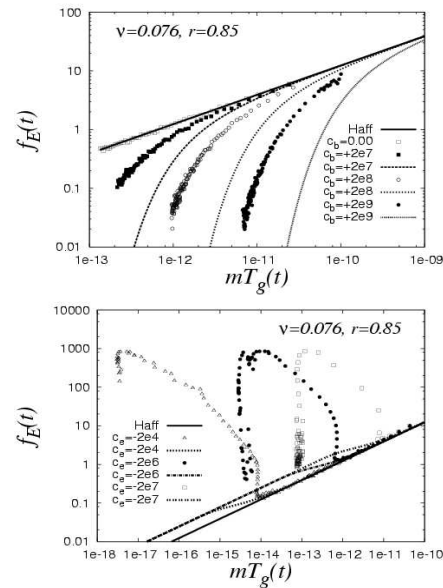 ν=0.076, r=0.85
100
10
1
0.1
0.01
f_E(t)
Haff
c_b=0.00
c_b=+2e7
c_b=+2e7
c_b=+2e8
c_b=+2e8
c_b=+2e9
c_b=+2e9
1e-13 1e-12 1e-11 1e-10 1e-09
mT_g(t)
10000
ν=0.076, r=0.85
1000
100
10
1
0.1
0.01
f_E(t)
Haff
c_e=-2e4
c_e=-2e4
c_e=-2e6
c_e=-2e6
c_e=-2e7
c_e=-2e7
1e-18 1e-17 1e-16 1e-15 1e-14 1e-13 1e-12 1e-11 1e-10
mT_g(t)